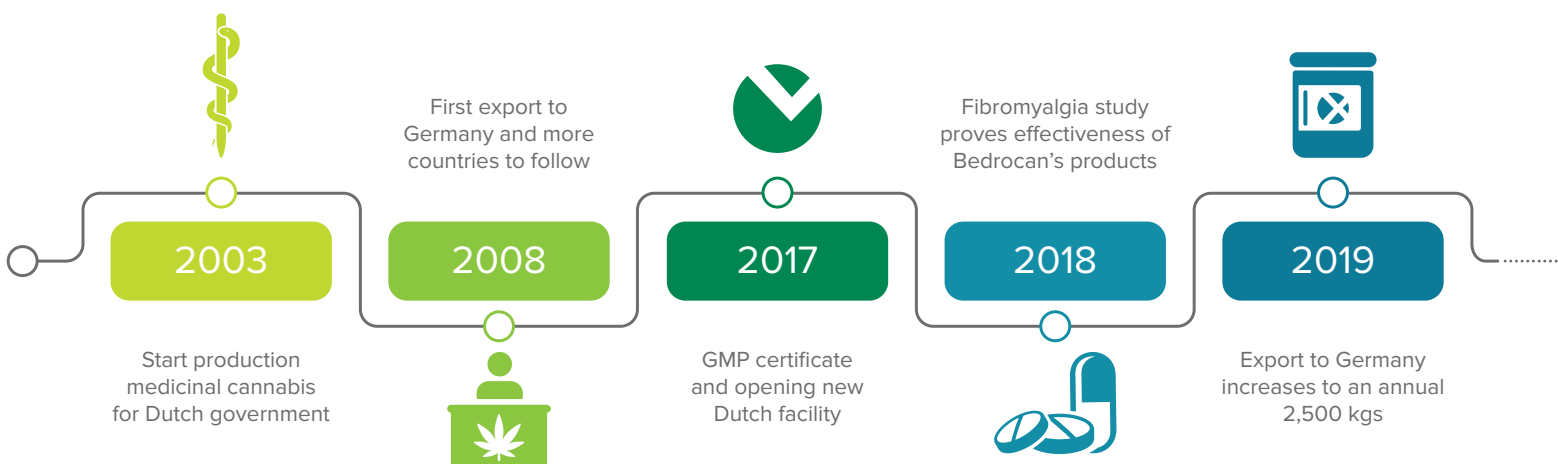 2003
Start production
medicinal cannabis
for Dutch government
First export to
Germany and more
countries to follow
2008
2017
GMP certificate
and opening new
Dutch facility
Fibromyalgia study
proves effectiveness of
Bedrocan’s products
2018
2019
Export to Germany
increases to an annual
2,500 kgs